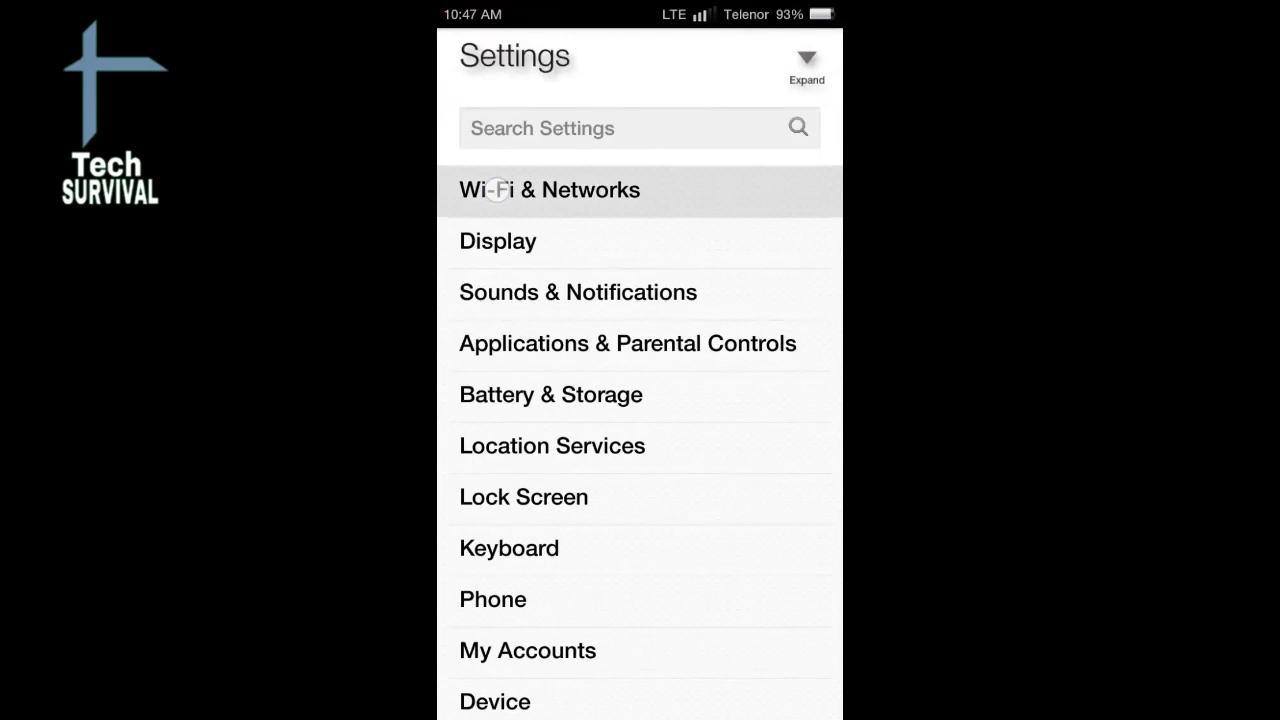 10:47 AM LTE Telenor 93%
Tech
SURVIVAL
Settings
Expand
Search Settings
Wi-Fi & Networks
Display
Sounds & Notifications
Applications & Parental Controls
Battery & Storage
Location Services
Lock Screen
Keyboard
Phone
My Accounts
Device